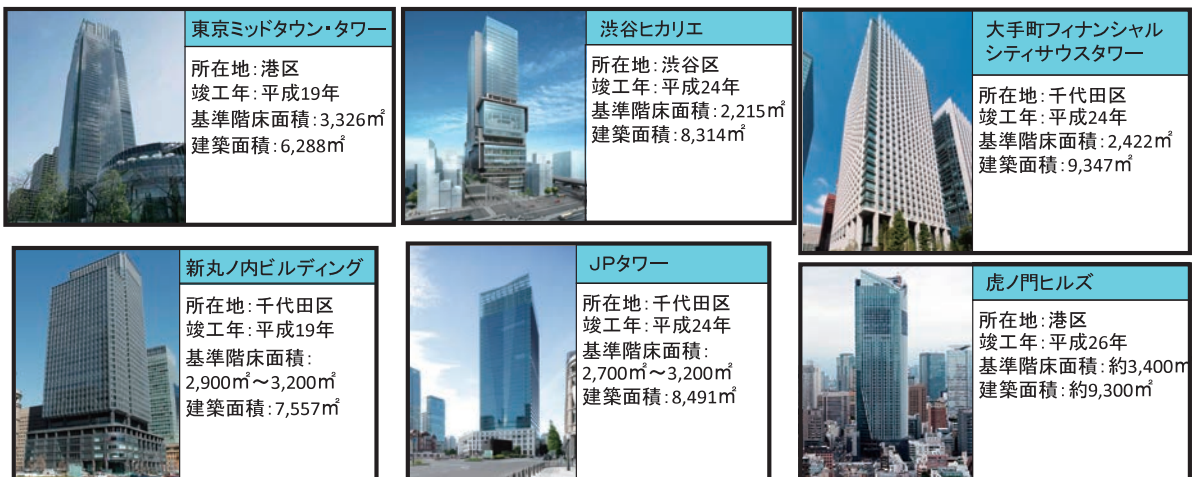 東京ミッドタウン・タワー
所在地:港区
竣工年:平成19年
基準階床面積:3,326㎡
建築面積:6,288㎡
渋谷ヒカリエ
所在地:渋谷区
竣工年:平成24年
基準階床面積:2,215㎡
建築面積:8,314㎡
大手町フィナンシャル
シティサウスタワー
所在地:千代田区
竣工年:平成24年
基準階床面積:2,422㎡
建築面積:9,347㎡
新丸ノ内ビルディング
所在地:千代田区
竣工年:平成19年
基準階床面積:
2,900㎡～3,200㎡
建築面積:7,557㎡
JPタワー
所在地:千代田区
竣工年:平成24年
基準階床面積:
2,700㎡～3,200㎡
建築面積:8,491㎡
虎ノ門ヒルズ
所在地:港区
竣工年:平成26年
基準階床面積:約3,400m
建築面積:約9,300㎡